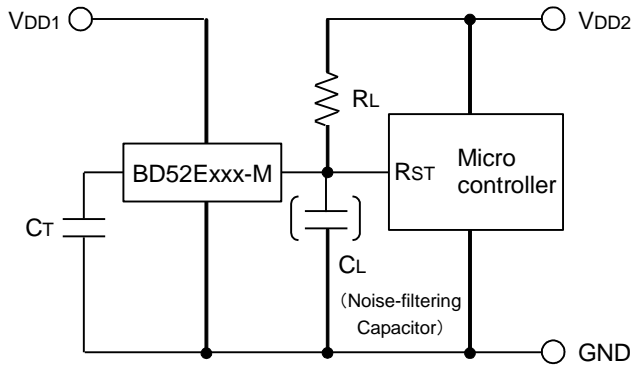 VDD1
VDD2
RL
BD52Exxx-M
RST
Micro
controller
CT
CL
（Noise-filtering
Capacitor）
GND